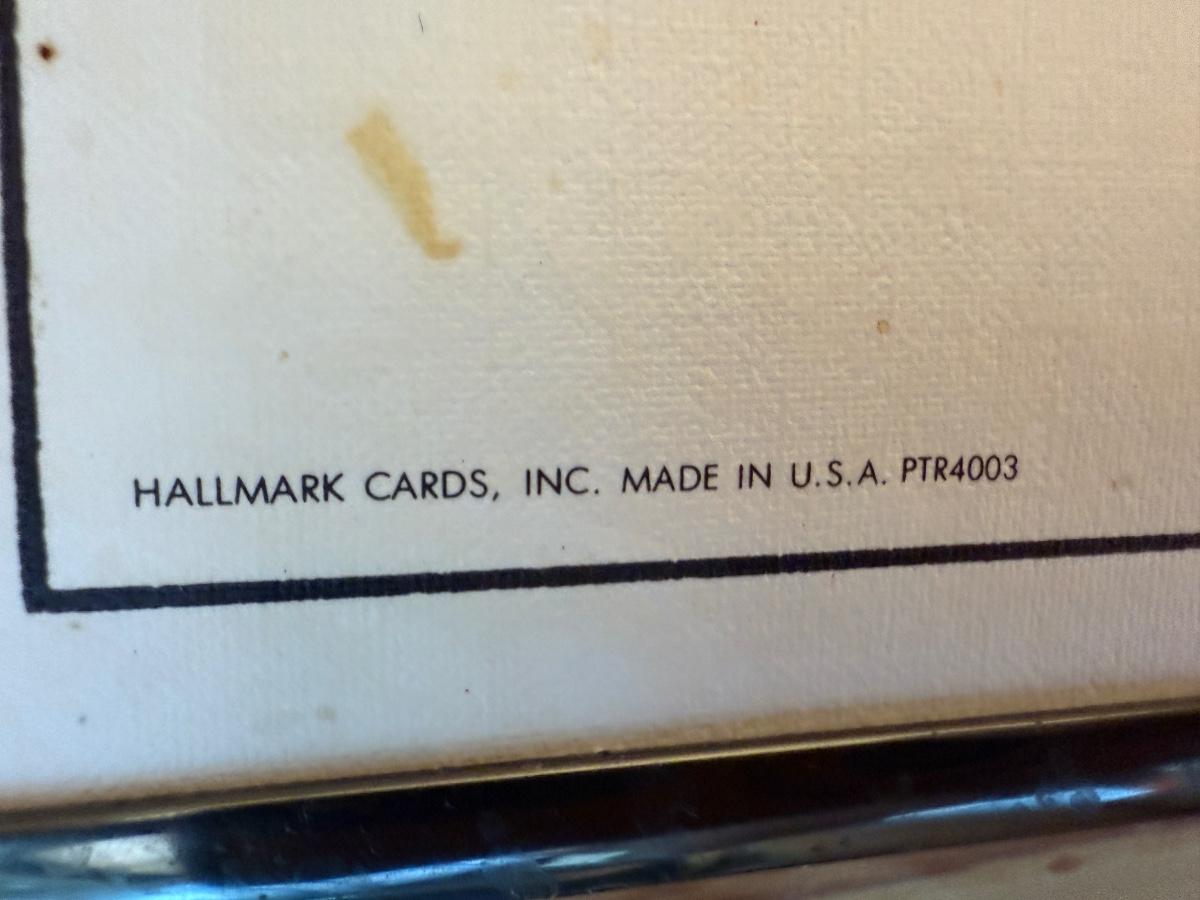 HALLMARK CARDS, INC. MADE IN U.S.A. PTR4003